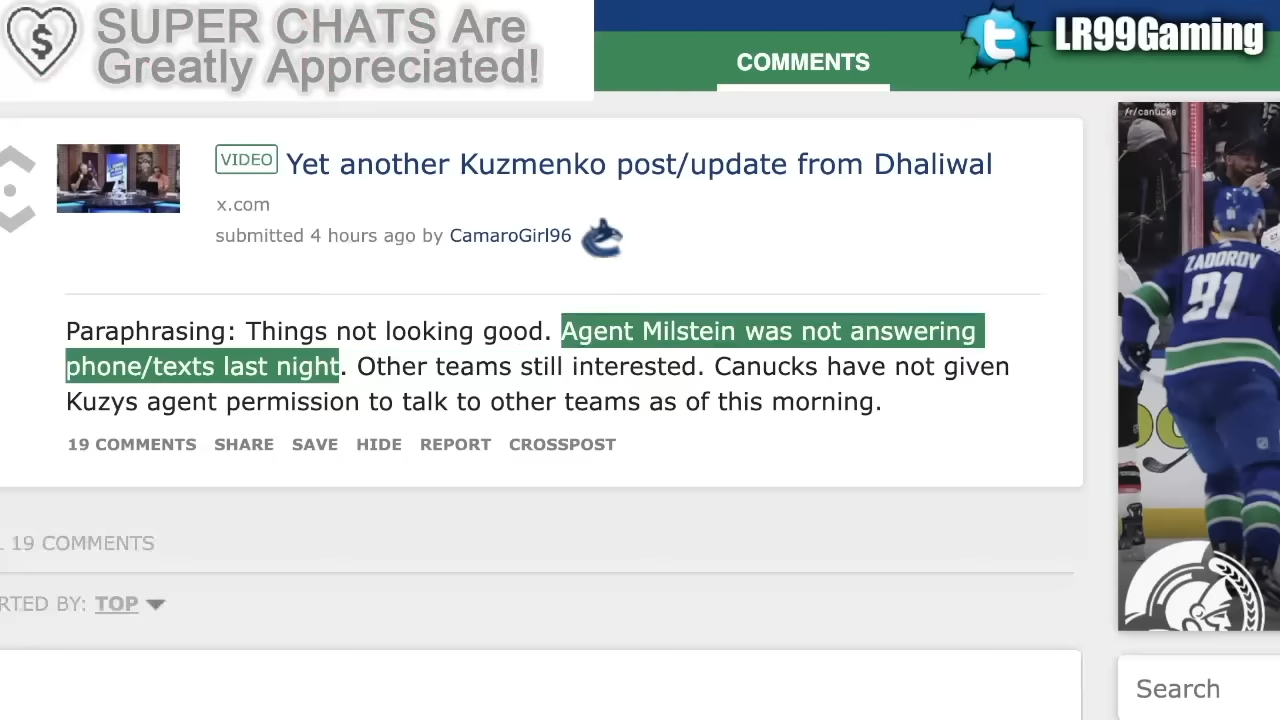 SUPER CHATS Are
Greatly Appreciated!
COMMENTS
LR99Gaming
/r/canucks
VIDEO Yet another Kuzmenko post/update from Dhaliwal
x.com
submitted 4 hours ago by CamaroGirl96
ZADOROV
91
Paraphrasing: Things not looking good. Agent Milstein was not answering
phone/texts last night. Other teams still interested. Canucks have not given
Kuzys agent permission to talk to other teams as of this morning.
19 COMMENTS SHARE SAVE HIDE REPORT CROSSPOST
19 COMMENTS
RTED BY: TOP
Search